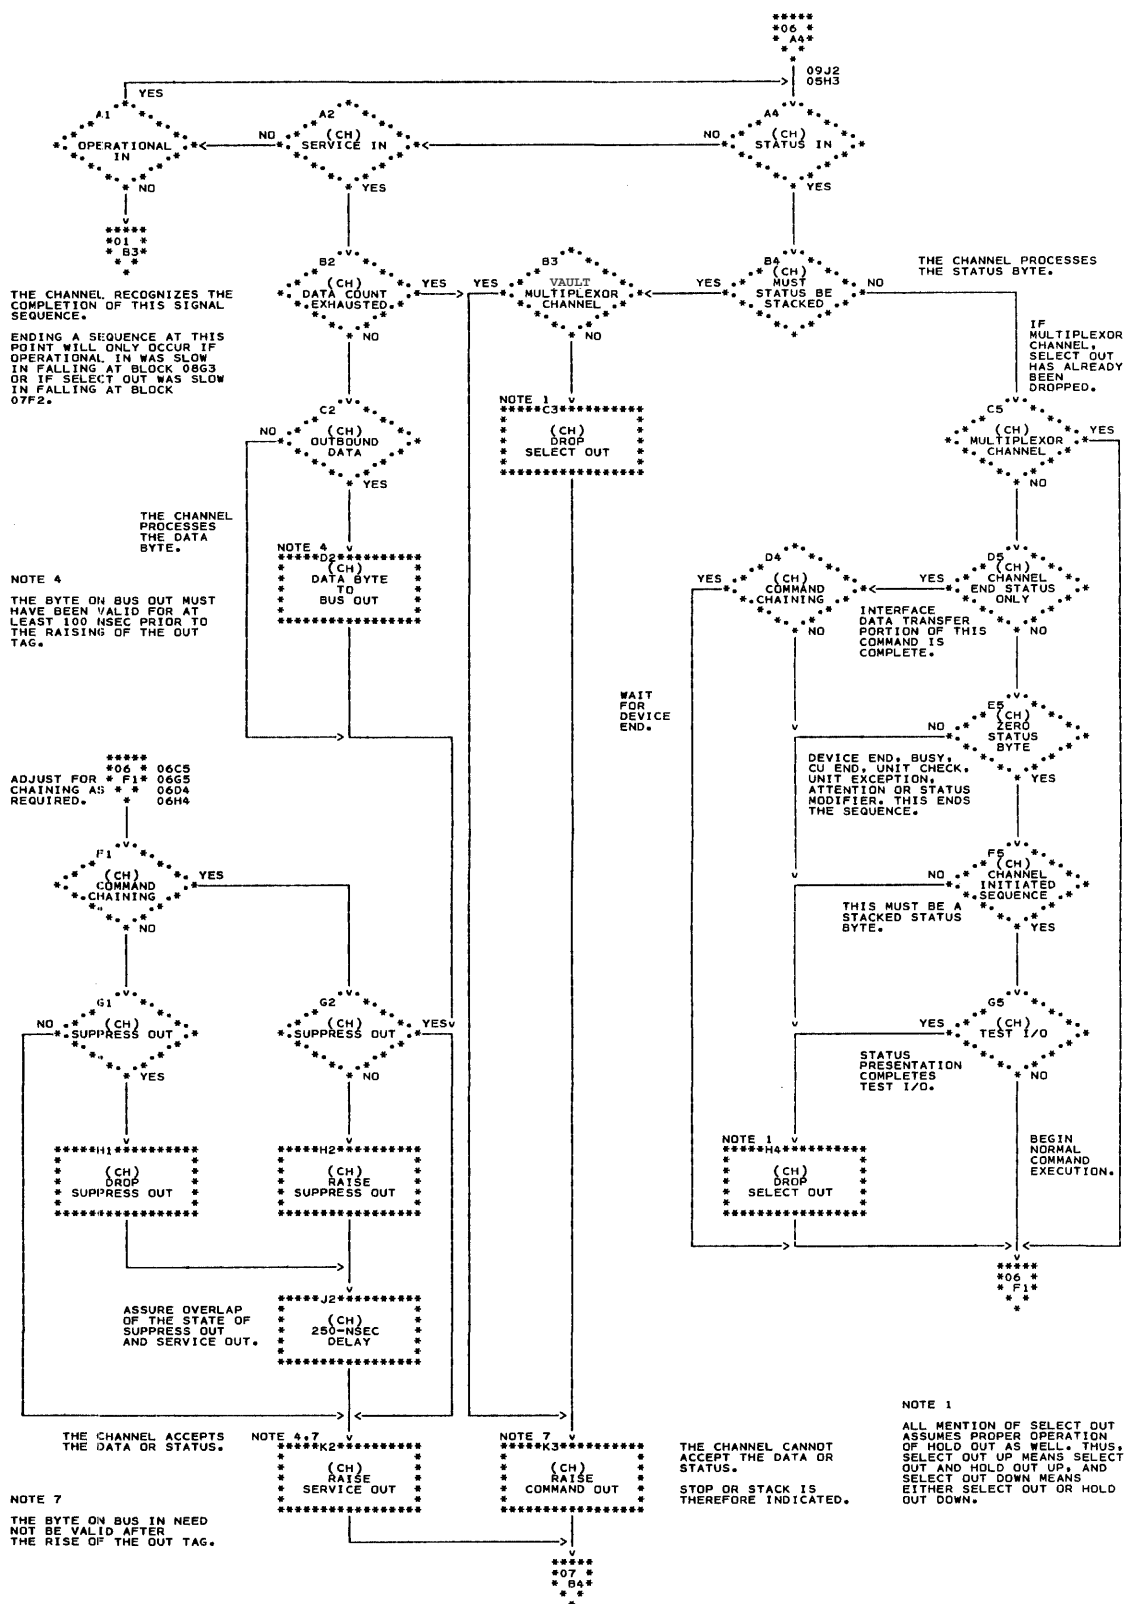 06
A4
09J2
05H3
YES
A1
OPERATIONAL
IN
NO
A2
(CH)
SERVICE IN
NO
YES
A4
(CH)
STATUS IN
NO
YES
01
B3
THE CHANNEL RECOGNIZES THE
COMPLETION OF THIS SIGNAL
SEQUENCE.
ENDING A SEQUENCE AT THIS
POINT WILL ONLY OCCUR IF
OPERATIONAL IN WAS SLOW
IN FALLING AT BLOCK 08G3
OR IF SELECT OUT WAS SLOW
IN FALLING AT BLOCK
07F2.
B2
(CH)
DATA COUNT
EXHAUSTED
YES
NO
B3
VAULT
MULTIPLEXOR
CHANNEL
YES
NO
B4
(CH)
MUST
STATUS BE
STACKED
YES
NO
THE CHANNEL PROCESSES
THE STATUS BYTE.
IF
MULTIPLEXOR
CHANNEL,
SELECT OUT
HAS ALREADY
BEEN
DROPPED.
C2
(CH)
OUTBOUND
DATA
NO
YES
NOTE 1
C3
(CH)
DROP
SELECT OUT
C5
(CH)
MULTIPLEXOR
CHANNEL
YES
NO
THE CHANNEL
PROCESSES
THE DATA
BYTE.
NOTE 4
D2
(CH)
DATA BYTE
TO
BUS OUT
NOTE 4
THE BYTE ON BUS OUT MUST
HAVE BEEN VALID FOR AT
LEAST 100 NSEC PRIOR TO
THE RAISING OF THE OUT
TAG.
D4
(CH)
COMMAND
CHAINING
YES
NO
D5
(CH)
CHANNEL
END STATUS
ONLY
YES
NO
INTERFACE
DATA TRANSFER
PORTION OF THIS
COMMAND IS
COMPLETE.
WAIT
FOR
DEVICE
END.
E5
(CH)
ZERO
STATUS
BYTE
NO
YES
DEVICE END, BUSY,
CU END, UNIT CHECK,
UNIT EXCEPTION,
ATTENTION OR STATUS
MODIFIER. THIS ENDS
THE SEQUENCE.
06
F1
06C5
06G5
06D4
06H4
ADJUST FOR
CHAINING AS
REQUIRED.
F1
(CH)
COMMAND
CHAINING
YES
NO
F5
(CH)
CHANNEL
INITIATED
SEQUENCE
NO
YES
THIS MUST BE A
STACKED STATUS
BYTE.
G1
(CH)
SUPPRESS OUT
NO
YES
G2
(CH)
SUPPRESS OUT
YES
NO
G5
(CH)
TEST I/O
YES
NO
STATUS
PRESENTATION
COMPLETES
TEST I/O.
H1
(CH)
DROP
SUPPRESS OUT
H2
(CH)
RAISE
SUPPRESS OUT
NOTE 1
H4
(CH)
DROP
SELECT OUT
BEGIN
NORMAL
COMMAND
EXECUTION.
06
F1
ASSURE OVERLAP
OF THE STATE OF
SUPPRESS OUT
AND SERVICE OUT.
J2
(CH)
250-NSEC
DELAY
THE CHANNEL ACCEPTS
THE DATA OR STATUS.
NOTE 4,7
K2
(CH)
RAISE
SERVICE OUT
NOTE 7
K3
(CH)
RAISE
COMMAND OUT
THE CHANNEL CANNOT
ACCEPT THE DATA OR
STATUS.
STOP OR STACK IS
THEREFORE INDICATED.
NOTE 1
ALL MENTION OF SELECT OUT
ASSUMES PROPER OPERATION
OF HOLD OUT AS WELL. THUS,
SELECT OUT UP MEANS SELECT
OUT AND HOLD OUT UP, AND
SELECT OUT DOWN MEANS
EITHER SELECT OUT OR HOLD
OUT DOWN.
NOTE 7
THE BYTE ON BUS IN NEED
NOT BE VALID AFTER
THE RISE OF THE OUT TAG.
07
B4